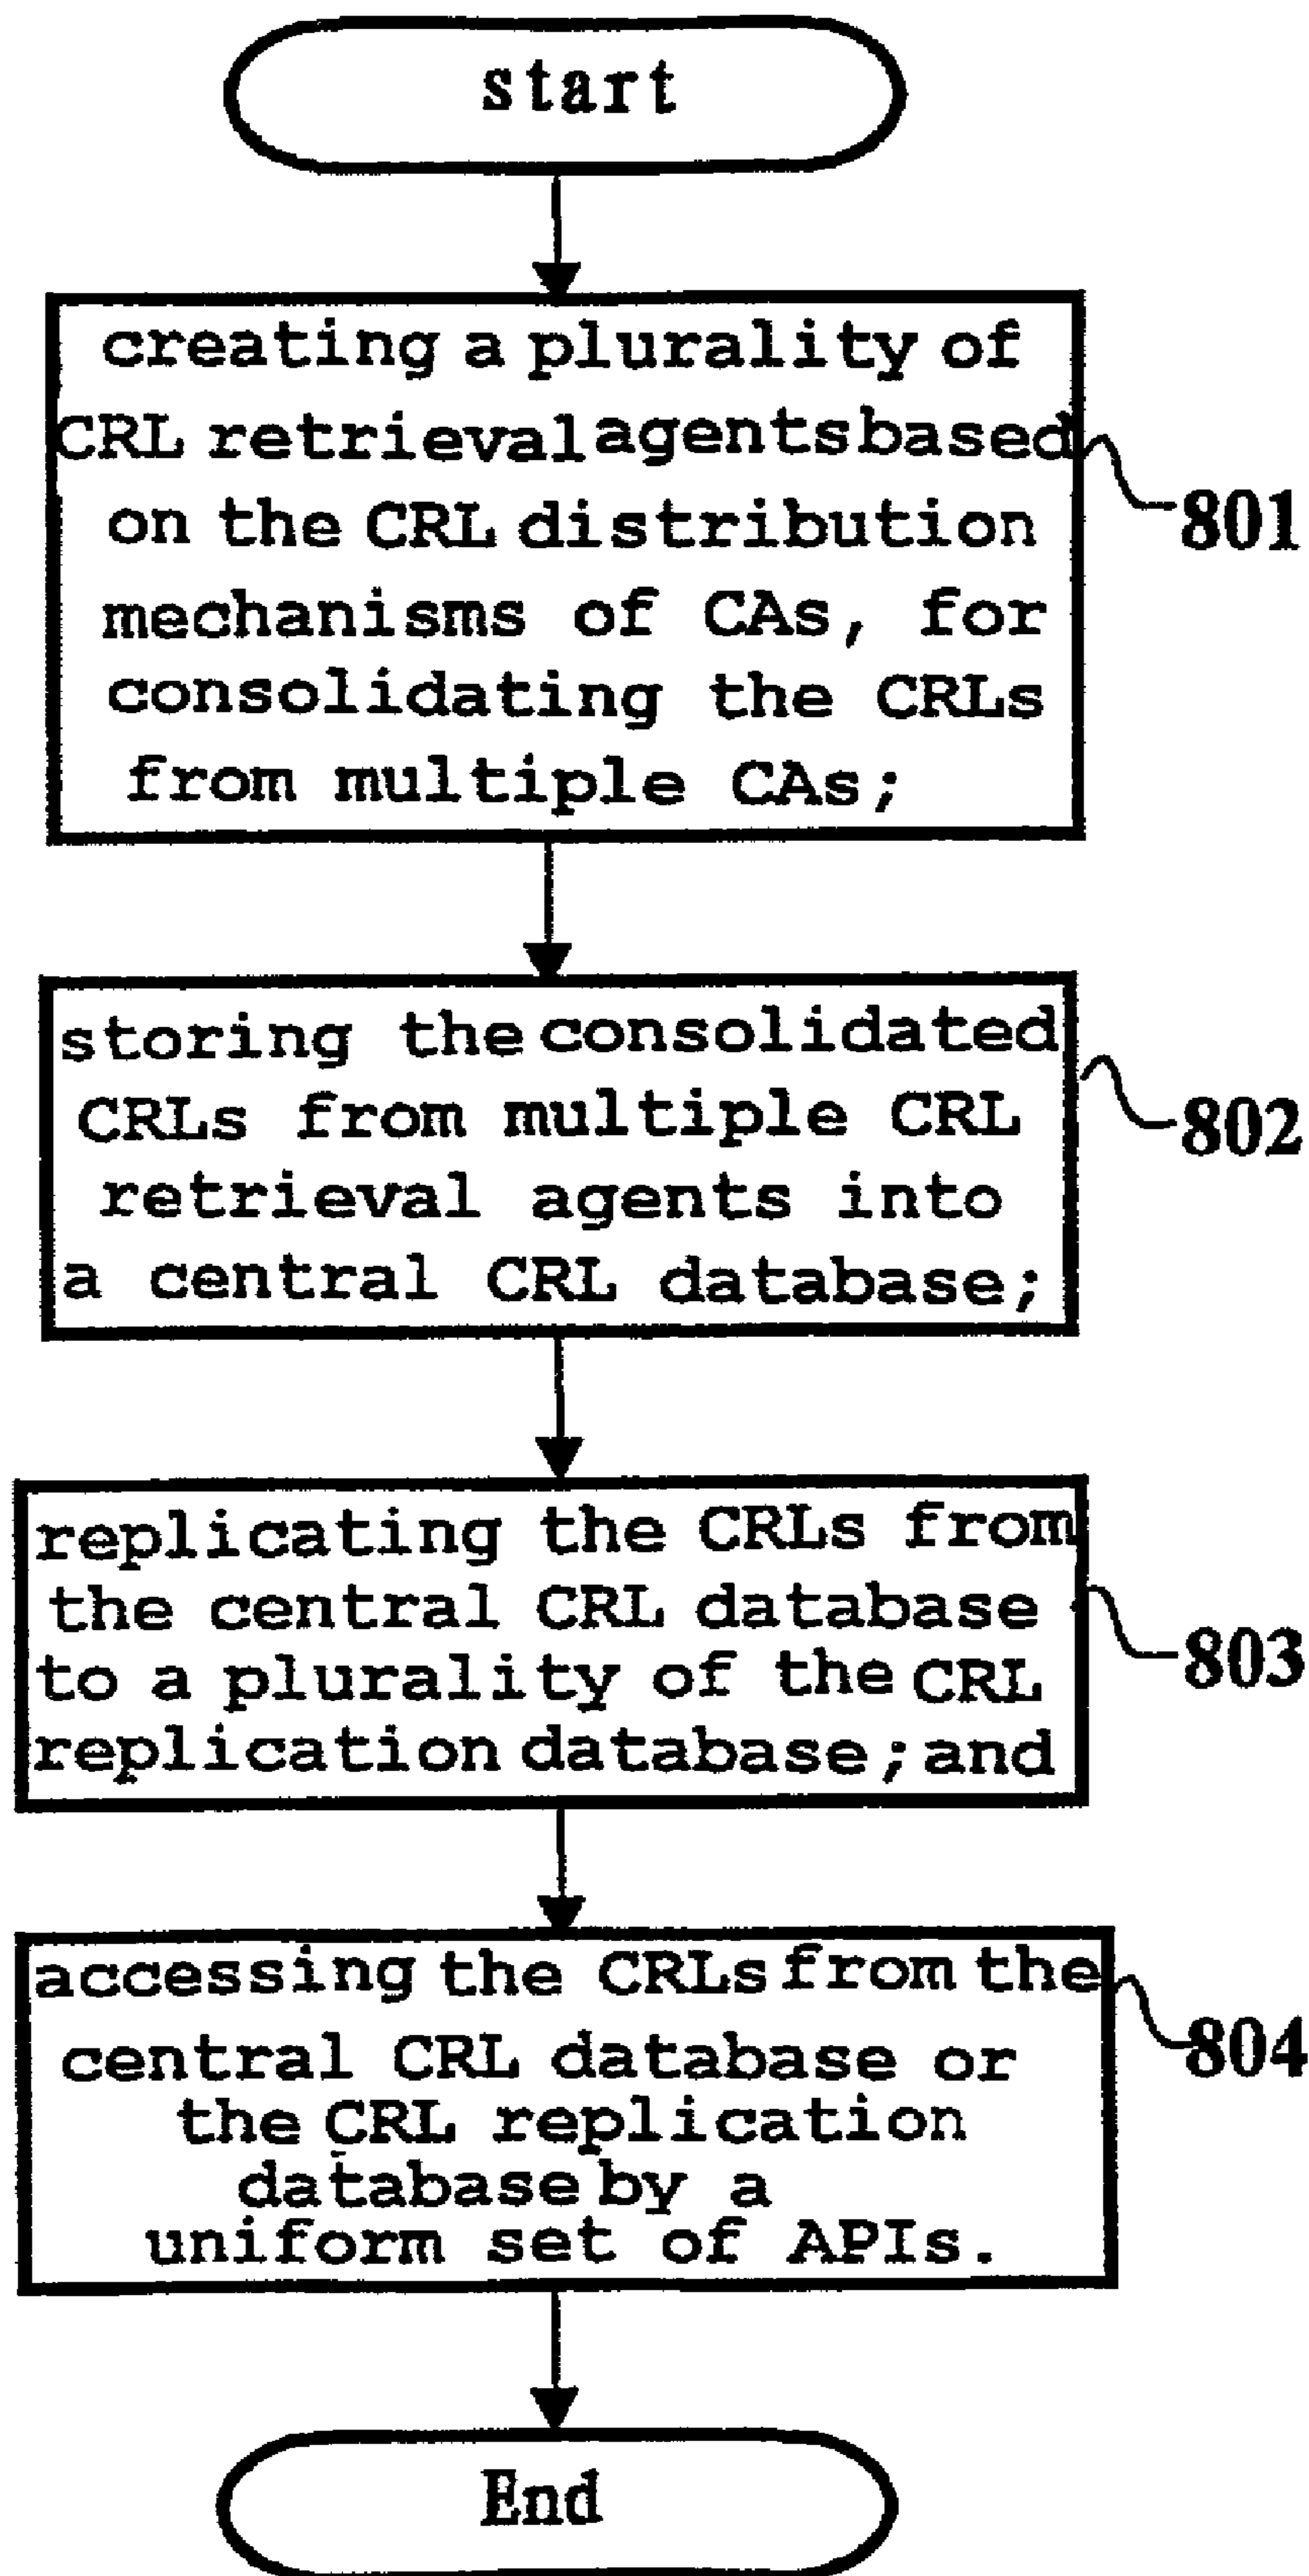 start
creating a plurality of
CRL retrieval agents based
on the CRL distribution
mechanisms of CAs, for
consolidating the CRLs
from multiple CAs;
801
storing the consolidated
CRLs from multiple CRL
retrieval agents into
a central CRL database;
802
replicating the CRLs from
the central CRL database
to a plurality of the CRL
replication database; and
803
accessing the CRLs from the
central CRL database or
the CRL replication
database by a
uniform set of APIs.
804
End